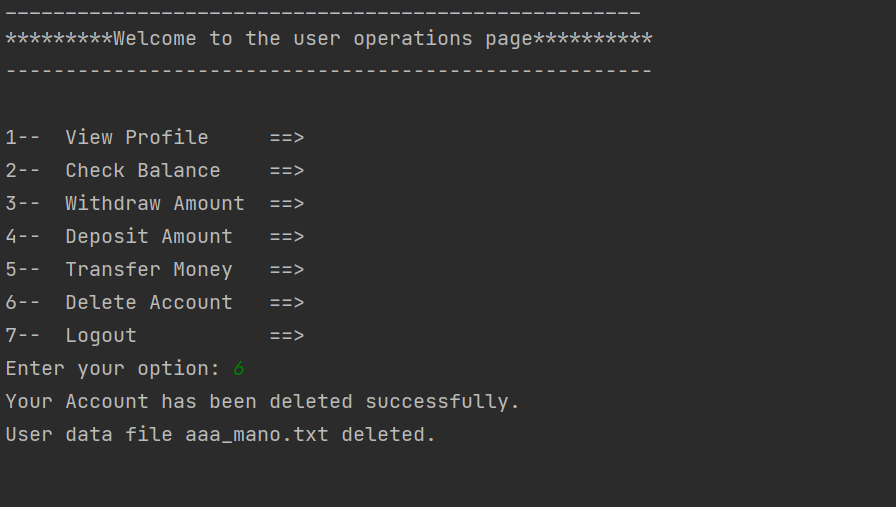 -----------------------------------------------------
*********Welcome to the user operations page**********
------------------------------------------------------
1--  View Profile     ==>
2--  Check Balance    ==>
3--  Withdraw Amount  ==>
4--  Deposit Amount   ==>
5--  Transfer Money   ==>
6--  Delete Account   ==>
7--  Logout           ==>
Enter your option: 6
Your Account has been deleted successfully.
User data file aaa_mano.txt deleted.